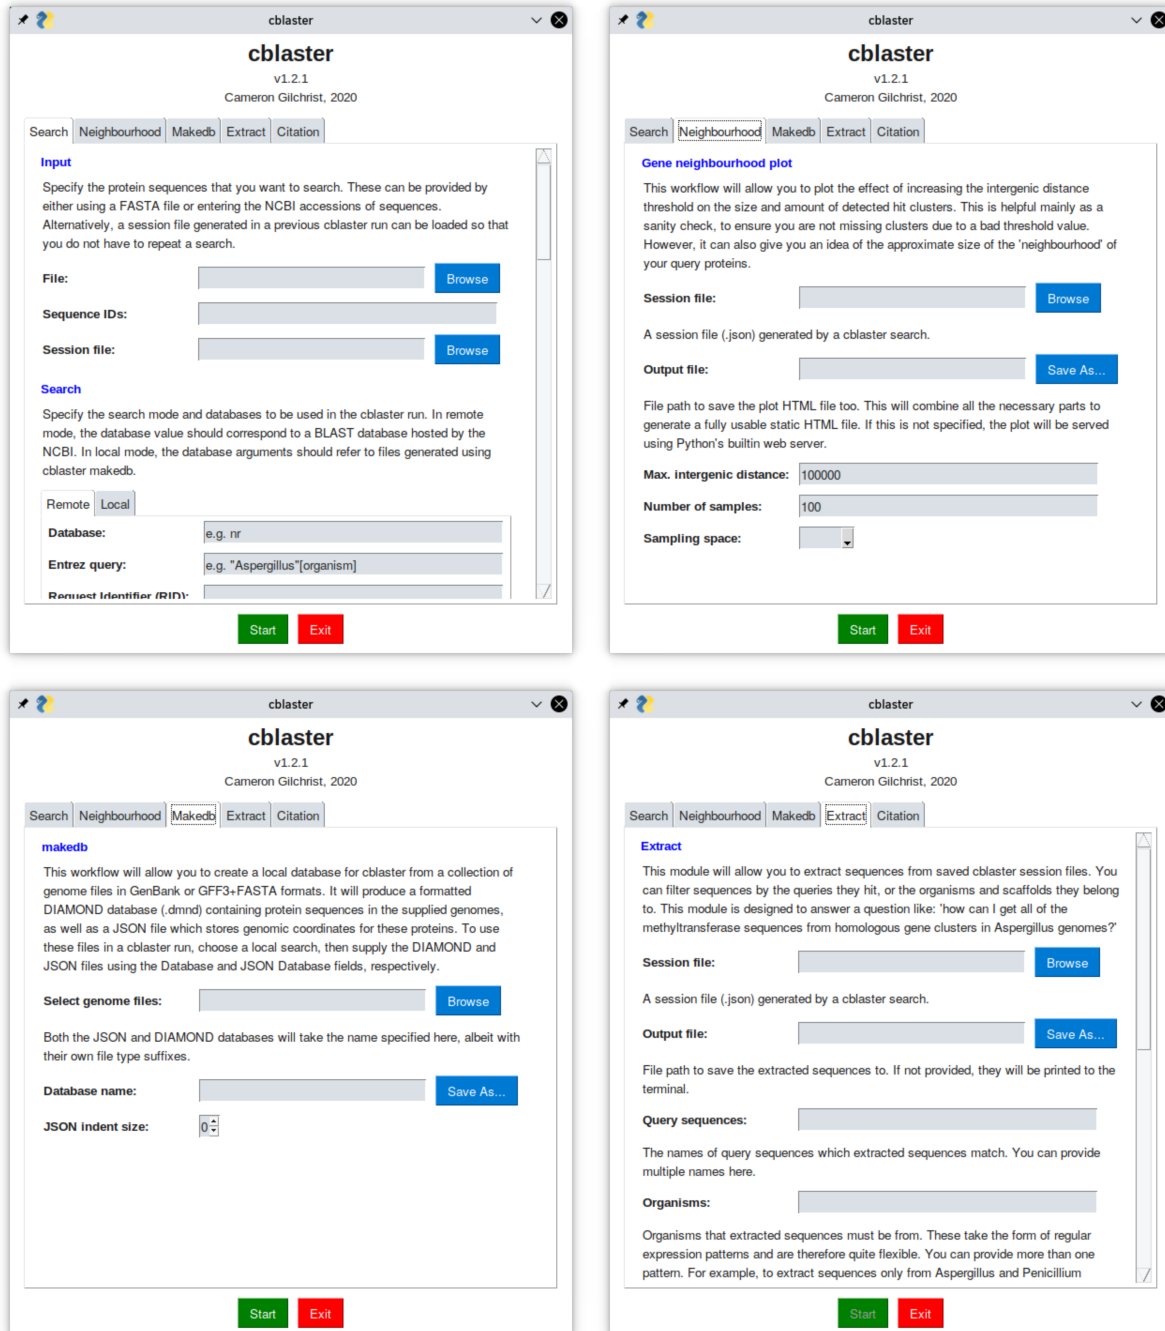 cblaster
cblaster
v1.2.1
Cameron Gilchrist, 2020
Search Neighbourhood Makedb Extract Citation
Input
Specify the protein sequences that you want to search. These can be provided by
either using a FASTA file or entering the NCBI accessions of sequences.
Alternatively, a session file generated in a previous cblaster run can be loaded so that
you do not have to repeat a search.
File: Browse
Sequence IDs:
Session file: Browse
Search
Specify the search mode and databases to be used in the cblaster run. In remote
mode, the database value should correspond to a BLAST database hosted by the
NCBI. In local mode, the database arguments should refer to files generated using
cblaster makedb.
Remote Local
Database: e.g. nr
Entrez query: e.g. "Aspergillus"[organism]
Request Identifier (RID):
Start Exit
cblaster
cblaster
v1.2.1
Cameron Gilchrist, 2020
Search Neighbourhood Makedb Extract Citation
Gene neighbourhood plot
This workflow will allow you to plot the effect of increasing the intergenic distance
threshold on the size and amount of detected hit clusters. This is helpful mainly as a
sanity check, to ensure you are not missing clusters due to a bad threshold value.
However, it can also give you an idea of the approximate size of the 'neighbourhood' of
your query proteins.
Session file: Browse
A session file (.json) generated by a cblaster search.
Output file: Save As...
File path to save the plot HTML file too. This will combine all the necessary parts to
generate a fully usable static HTML file. If this is not specified, the plot will be served
using Python's builtin web server.
Max. intergenic distance: 100000
Number of samples: 100
Sampling space:
Start Exit
cblaster
cblaster
v1.2.1
Cameron Gilchrist, 2020
Search Neighbourhood Makedb Extract Citation
makedb
This workflow will allow you to create a local database for cblaster from a collection of
genome files in GenBank or GFF3+FASTA formats. It will produce a formatted
DIAMOND database (.dmnd) containing protein sequences in the supplied genomes,
as well as a JSON file which stores genomic coordinates for these proteins. To use
these files in a cblaster run, choose a local search, then supply the DIAMOND and
JSON files using the Database and JSON Database fields, respectively.
Select genome files: Browse
Both the JSON and DIAMOND databases will take the name specified here, albeit with
their own file type suffixes.
Database name: Save As...
JSON indent size: 0
Start Exit
cblaster
cblaster
v1.2.1
Cameron Gilchrist, 2020
Search Neighbourhood Makedb Extract Citation
Extract
This module will allow you to extract sequences from saved cblaster session files. You
can filter sequences by the queries they hit, or the organisms and scaffolds they belong
to. This module is designed to answer a question like: 'how can I get all of the
methyltransferase sequences from homologous gene clusters in Aspergillus genomes?'
Session file: Browse
A session file (.json) generated by a cblaster search.
Output file: Save As...
File path to save the extracted sequences to. If not provided, they will be printed to the
terminal.
Query sequences:
The names of query sequences which extracted sequences match. You can provide
multiple names here.
Organisms:
Organisms that extracted sequences must be from. These take the form of regular
expression patterns and are therefore quite flexible. You can provide more than one
pattern. For example, to extract sequences only from Aspergillus and Penicillium
Start Exit